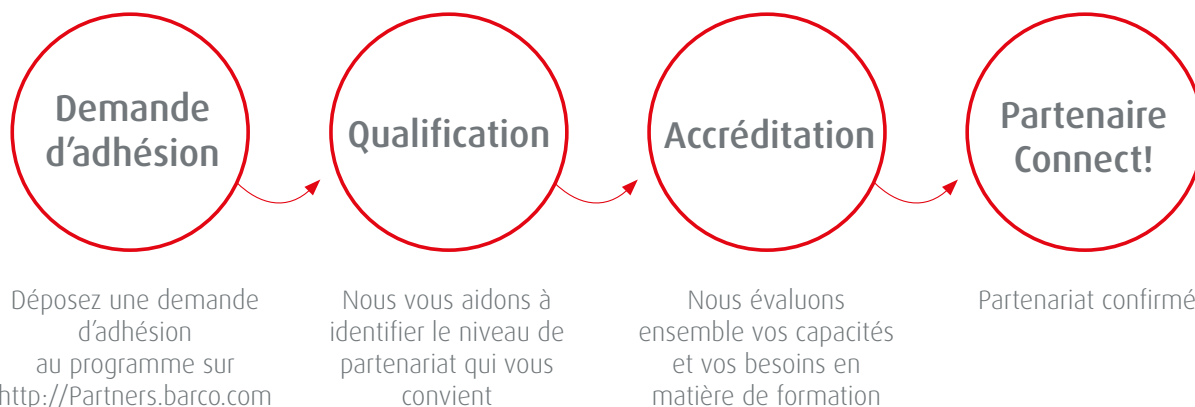 Demande
d'adhésion
Qualification
Accréditation
Partenaire
Connect!
Déposez une demande
d'adhésion
au programme sur
http://Partners.barco.com
Nous vous aidons à
identifier le niveau de
partenariat qui vous
convient
Nous évaluons
ensemble vos capacités
et vos besoins en
matière de formation
Partenariat confirmé